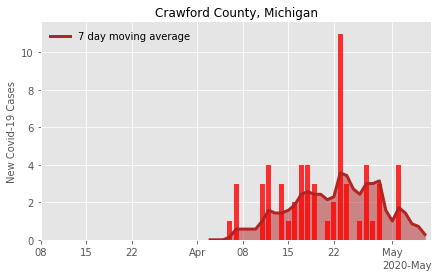 Crawford County, Michigan
7 day moving average
New Covid-19 Cases
10
8
6
4
2
0
08 15 22 Apr 08 15 22 May
2020-May